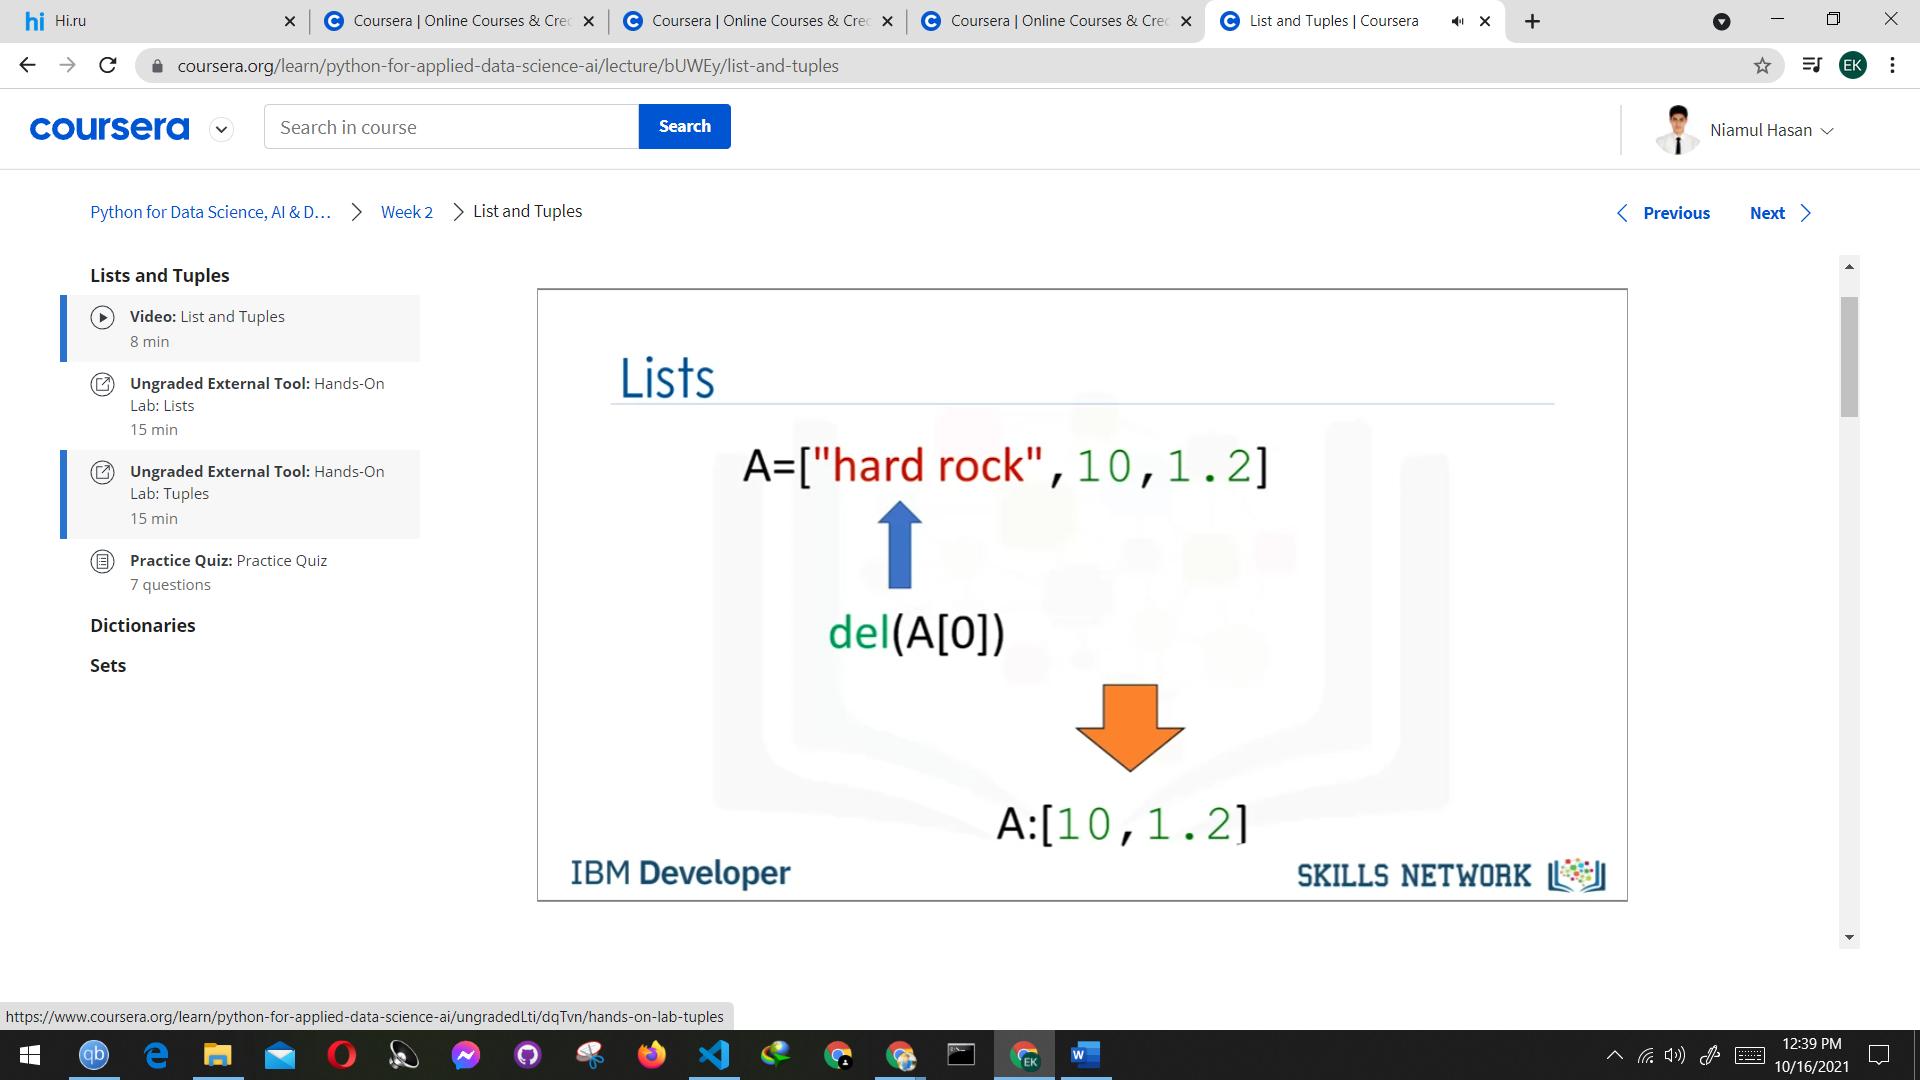 hi Hi.ru
Coursera | Online Courses & Crec
Coursera | Online Courses & Crec
Coursera | Online Courses & Crec
List and Tuples | Coursera
coursera.org/learn/python-for-applied-data-science-ai/lecture/bUWEy/list-and-tuples
EK
coursera
Search in course
Search
Niamul Hasan
Python for Data Science, AI & D...
Week 2
List and Tuples
Previous
Next
Lists and Tuples
Video: List and Tuples
8 min
Ungraded External Tool: Hands-On
Lab: Lists
15 min
Ungraded External Tool: Hands-On
Lab: Tuples
15 min
Practice Quiz: Practice Quiz
7 questions
Dictionaries
Sets
Lists
A=["hard rock",10,1.2]
del(A[0])
A:[10,1.2]
IBM Developer
SKILLS NETWORK
https://www.coursera.org/learn/python-for-applied-data-science-ai/ungradedLti/dqTvn/hands-on-lab-tuples
qb
EK
W
12:39 PM
10/16/2021